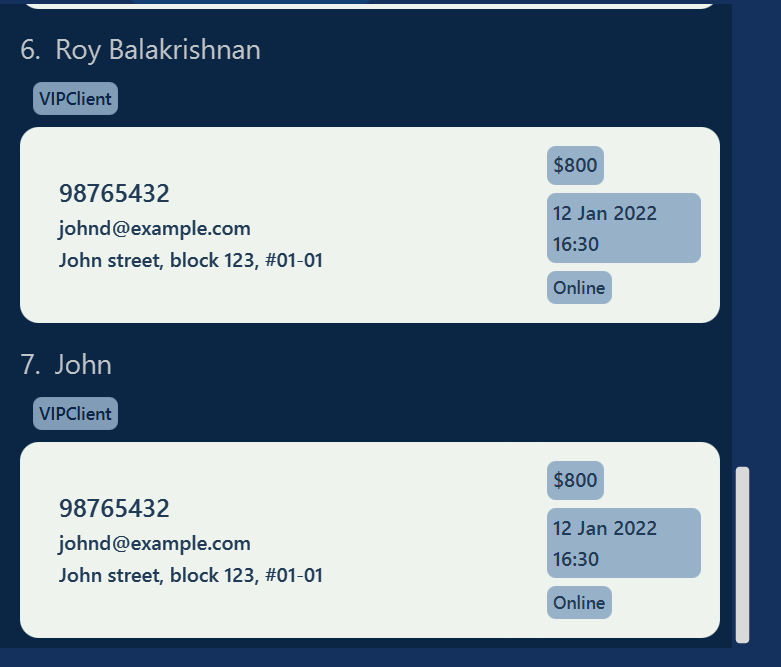 6. Roy Balakrishnan
VIPClient
98765432
johnd@example.com
John street, block 123, #01-01
$800
12 Jan 2022
16:30
Online
7. John
VIPClient
98765432
johnd@example.com
John street, block 123, #01-01
$800
12 Jan 2022
16:30
Online